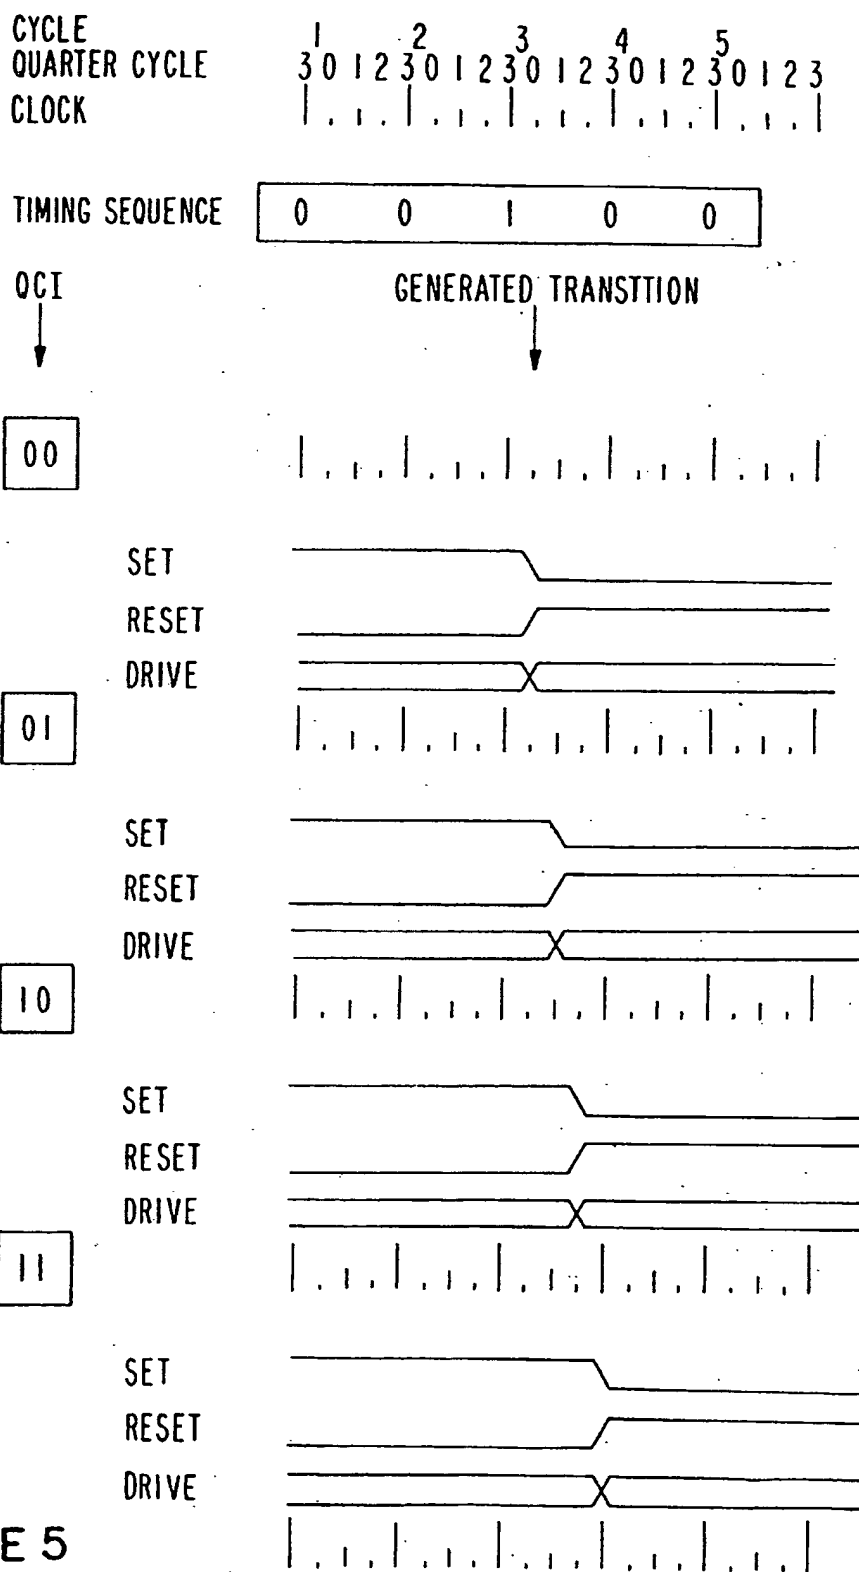 CYCLE 1 2 3 4 5
QUARTER CYCLE 3 0 1 2 3 0 1 2 3 0 1 2 3 0 1 2 3 0 1 2 3
CLOCK
TIMING SEQUENCE 0 0 1 0 0
QCI GENERATED TRANSTTION
00
SET
RESET
DRIVE
01
SET
RESET
DRIVE
10
SET
RESET
DRIVE
11
SET
RESET
DRIVE
E 5